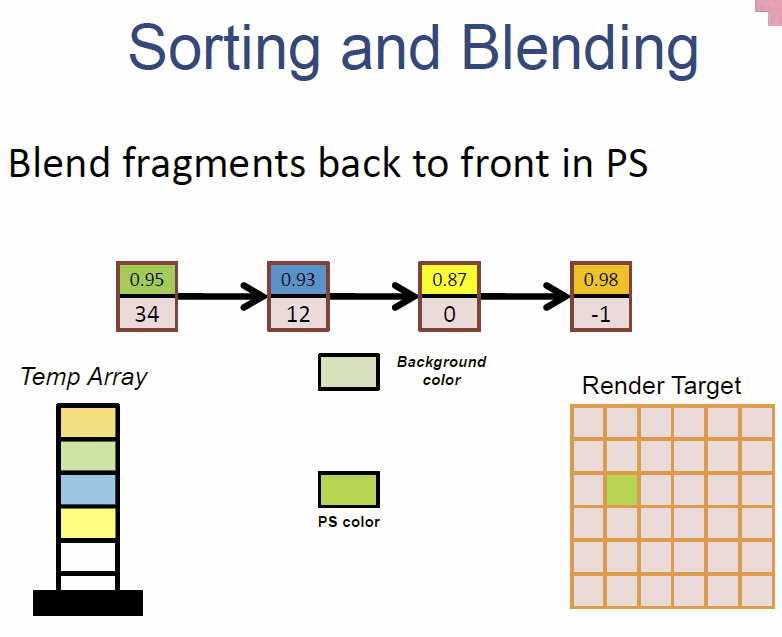 Sorting and Blending
Blend fragments back to front in PS
0.95 0.93 0.87 0.98
34 12 0 -1
Background
color
Temp Array
Render Target
PS color